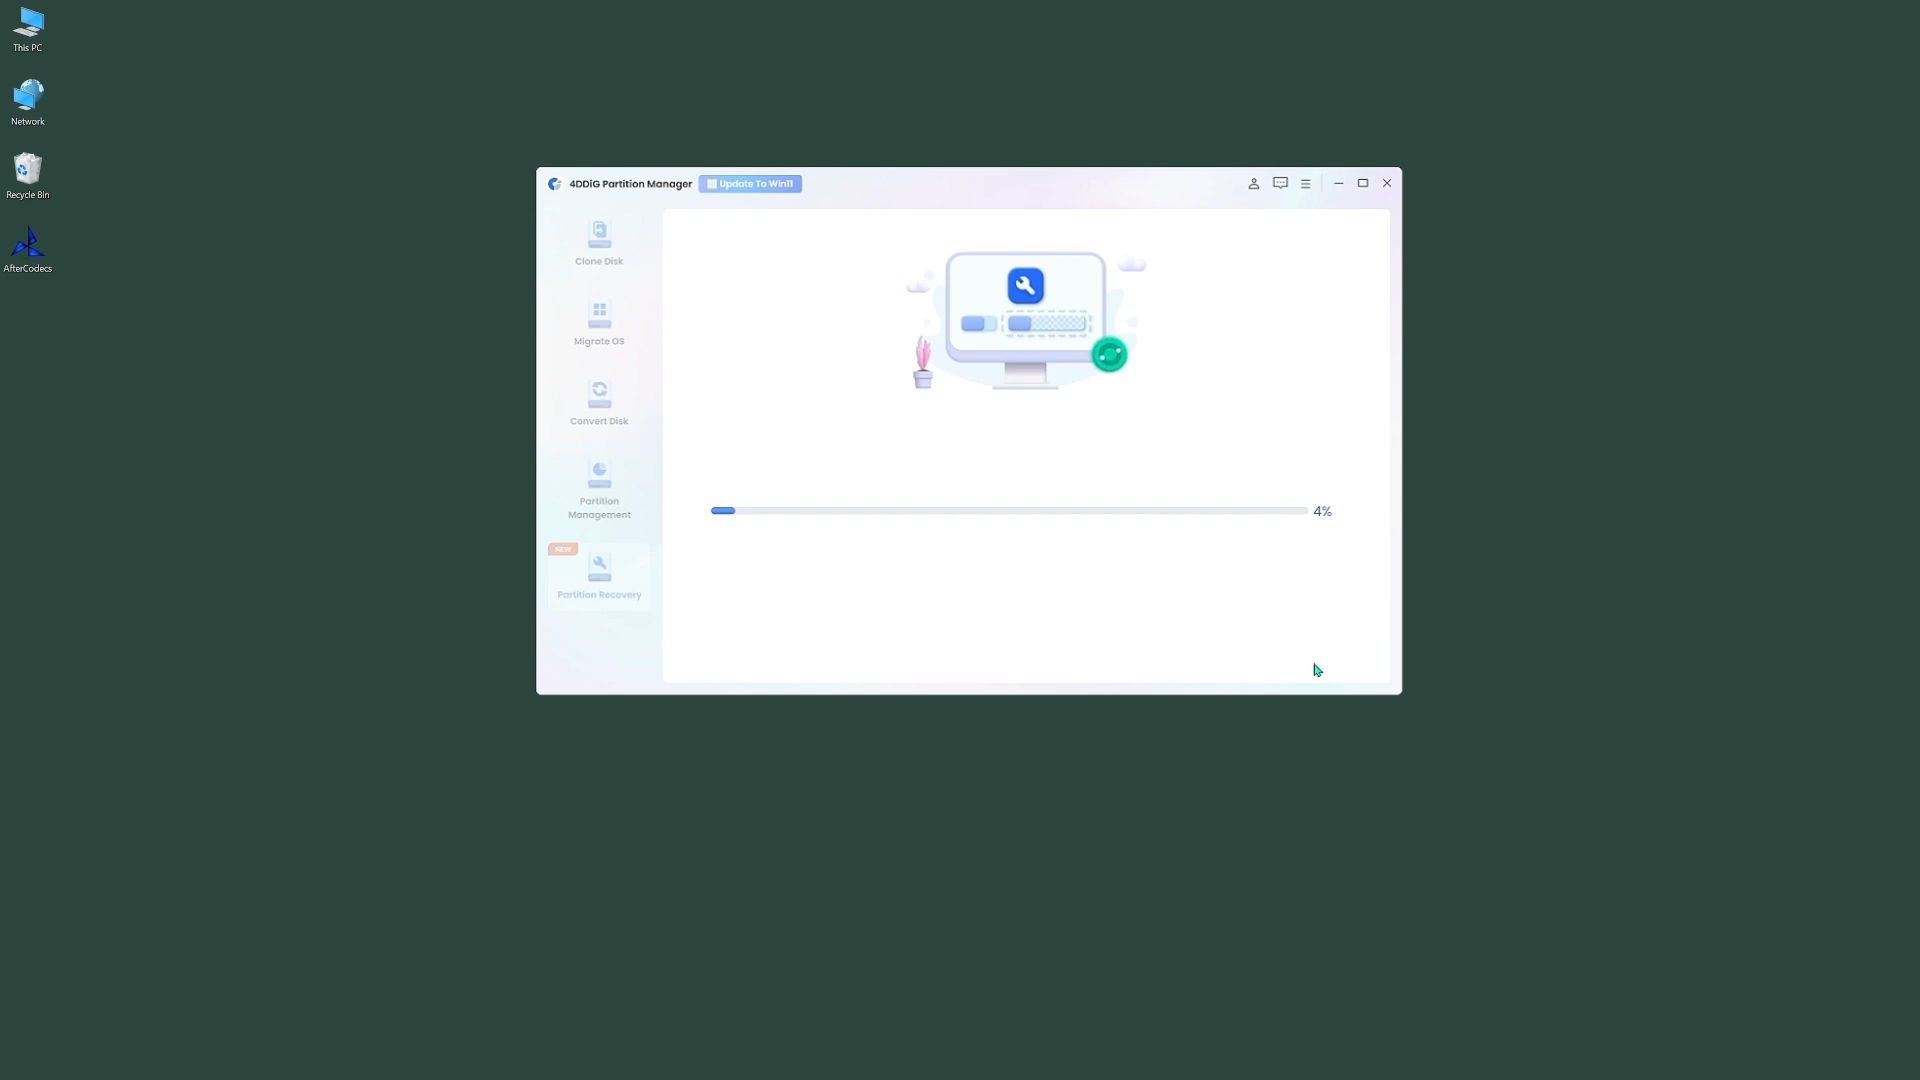 This PC
Network
Recycle Bin
AfterCodecs
4DDiG Partition Manager
Update To Win11
Clone Disk
Migrate OS
Convert Disk
Partition
Management
NEW
Partition Recovery
4%